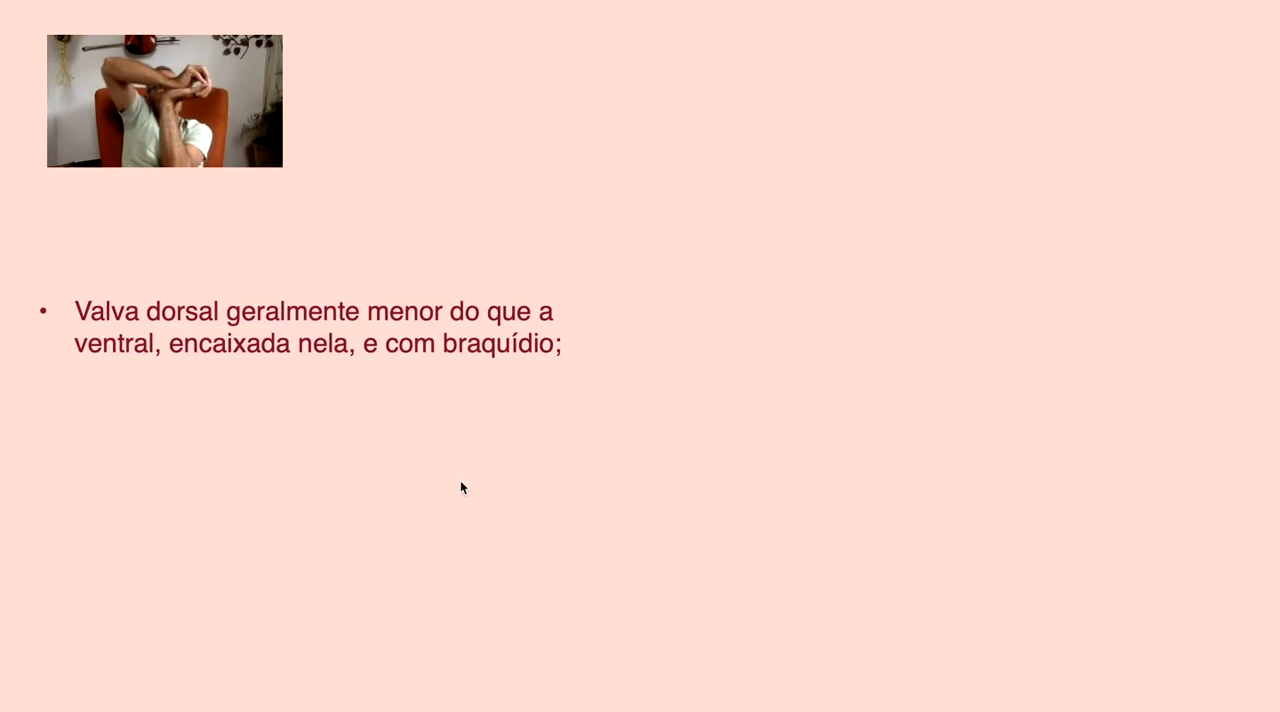 • Valva dorsal geralmente menor do que a
ventral, encaixada nela, e com braquídio;